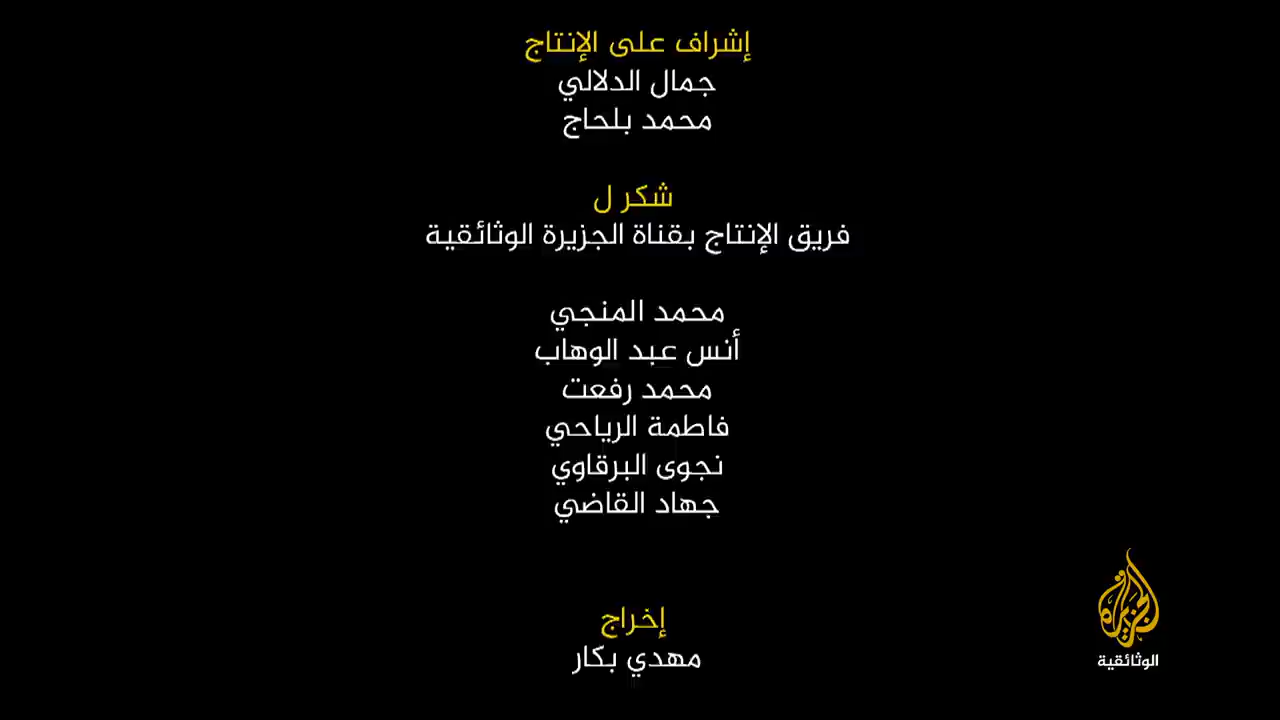 إشراف على الإنتاج
جمال الدلالي
محمد بلحاج
شكر ل
فريق الإنتاج بقناة الجزيرة الوثائقية
محمد المنجي
أنس عبد الوهاب
محمد رفعت
فاطمة الرياحي
نجوى البرقاوي
جهاد القاضي
إخراج
مهدي بكار
الجزيرة
الوثائقية